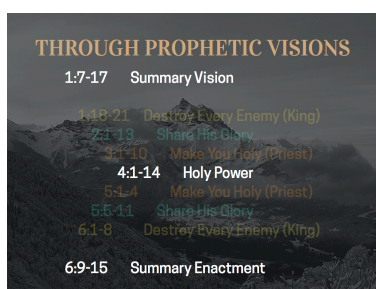 THROUGH PROPHETIC VISIONS
1:7-17 Summary Vision
1:18-21 Destroy Every Enemy (King)
2:1-13 Share His Glory
3:1-10 Make You Holy (Priest)
4:1-14 Holy Power
5:1-4 Make You Holy (Priest)
5:5-11 Share His Glory
6:1-8 Destroy Every Enemy (King)
6:9-15 Summary Enactment